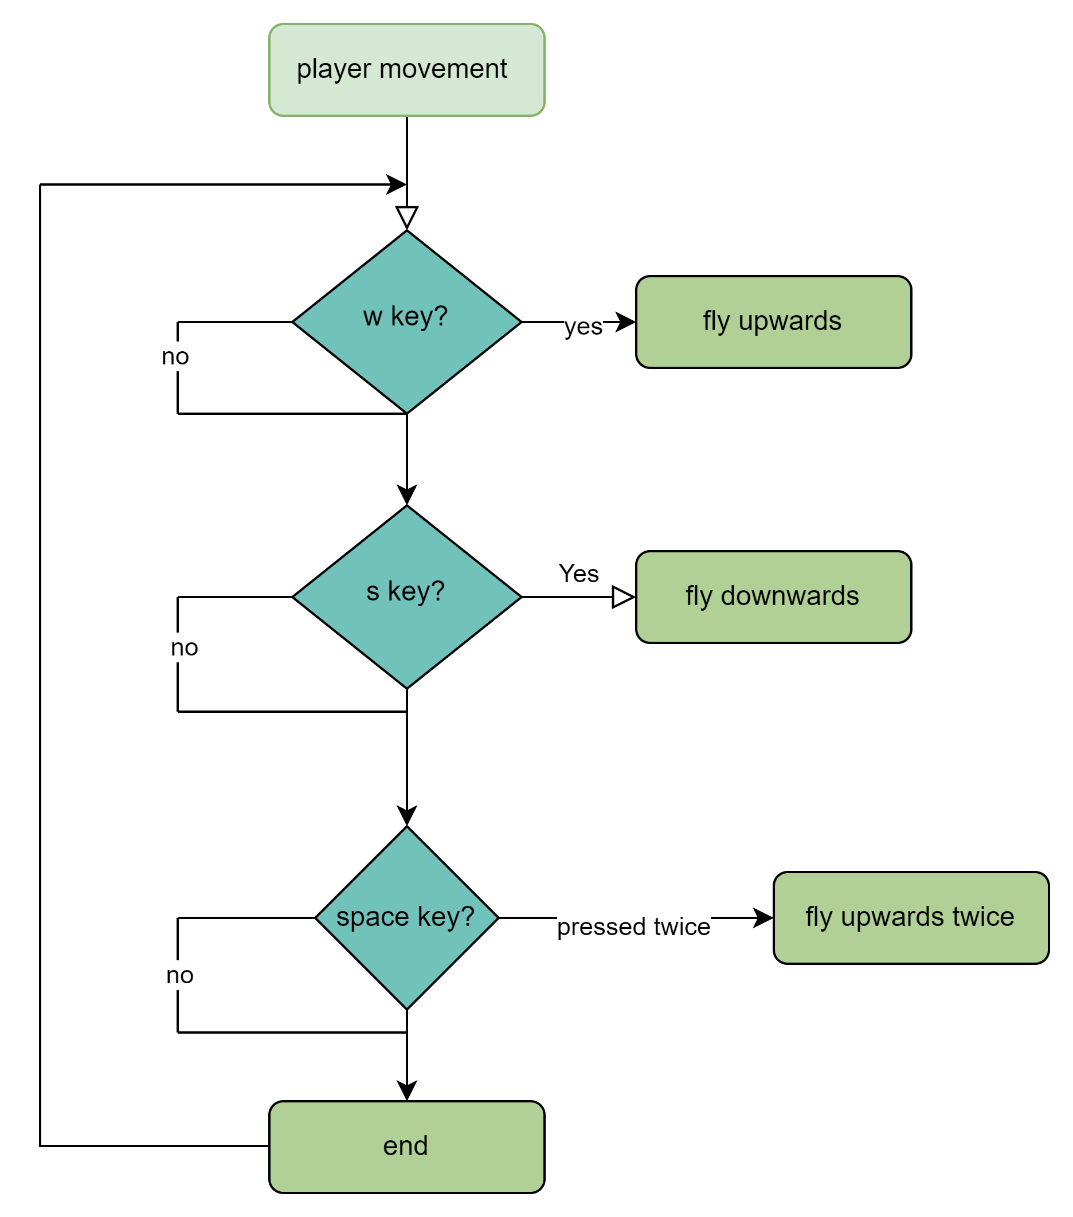 player movement
w key?
yes
fly upwards
no
s key?
Yes
fly downwards
no
space key?
pressed twice
fly upwards twice
no
end